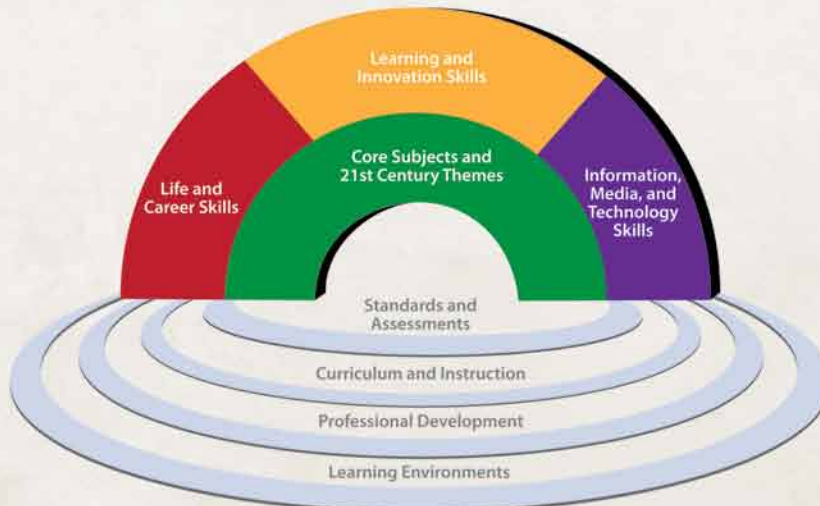 Learning and
Innovation Skills
Core Subjects and
21st Century Themes
Life and
Career Skills
Information,
Media, and
Technology
Skills
Standards and
Assessments
Curriculum and Instruction
Professional Development
Learning Environments